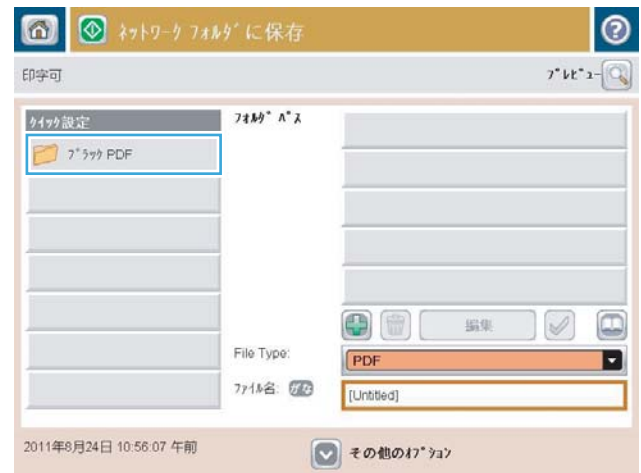 ﾈｯﾄﾜｰｸ ﾌｫﾙﾀﾞに保存
印字可
ﾌﾟﾚﾋﾞｭｰ
ｸｲｯｸ設定
ﾌﾞﾗｯｸ PDF
ﾌｫﾙﾀﾞ ﾊﾟｽ
編集
File Type:
PDF
ﾌｧｲﾙ名:
がな
[Untitled]
2011年8月24日 10:56:07 午前
その他のｵﾌﾟｼｮﾝ